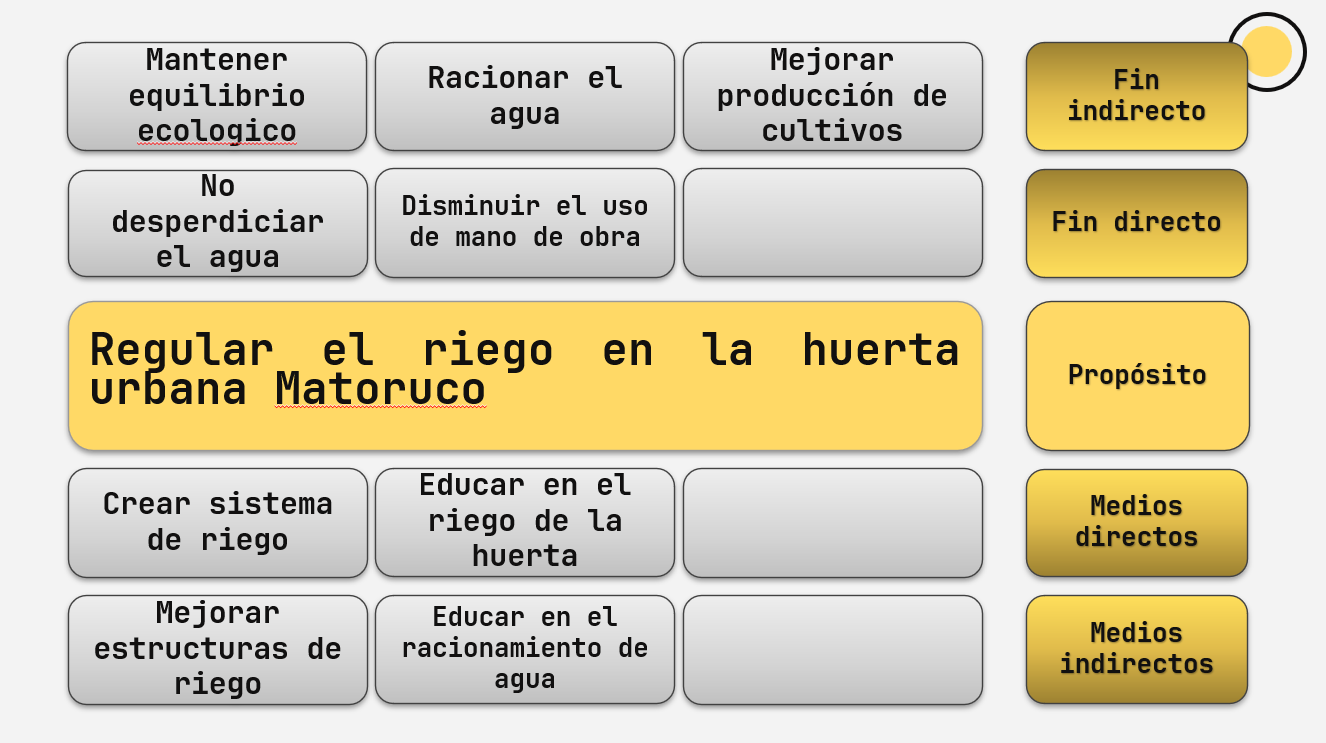 Mantener
equilibrio
ecologico
Racionar el
agua
Mejorar
producción de
cultivos
Fin
indirecto
No
desperdiciar
el agua
Disminuir el uso
de mano de obra
Fin directo
Regular el riego en la huerta
urbana Matoruco
Propósito
Crear sistema
de riego
Educar en el
riego de la
huerta
Medios
directos
Mejorar
estructuras de
riego
Educar en el
racionamiento de
agua
Medios
indirectos